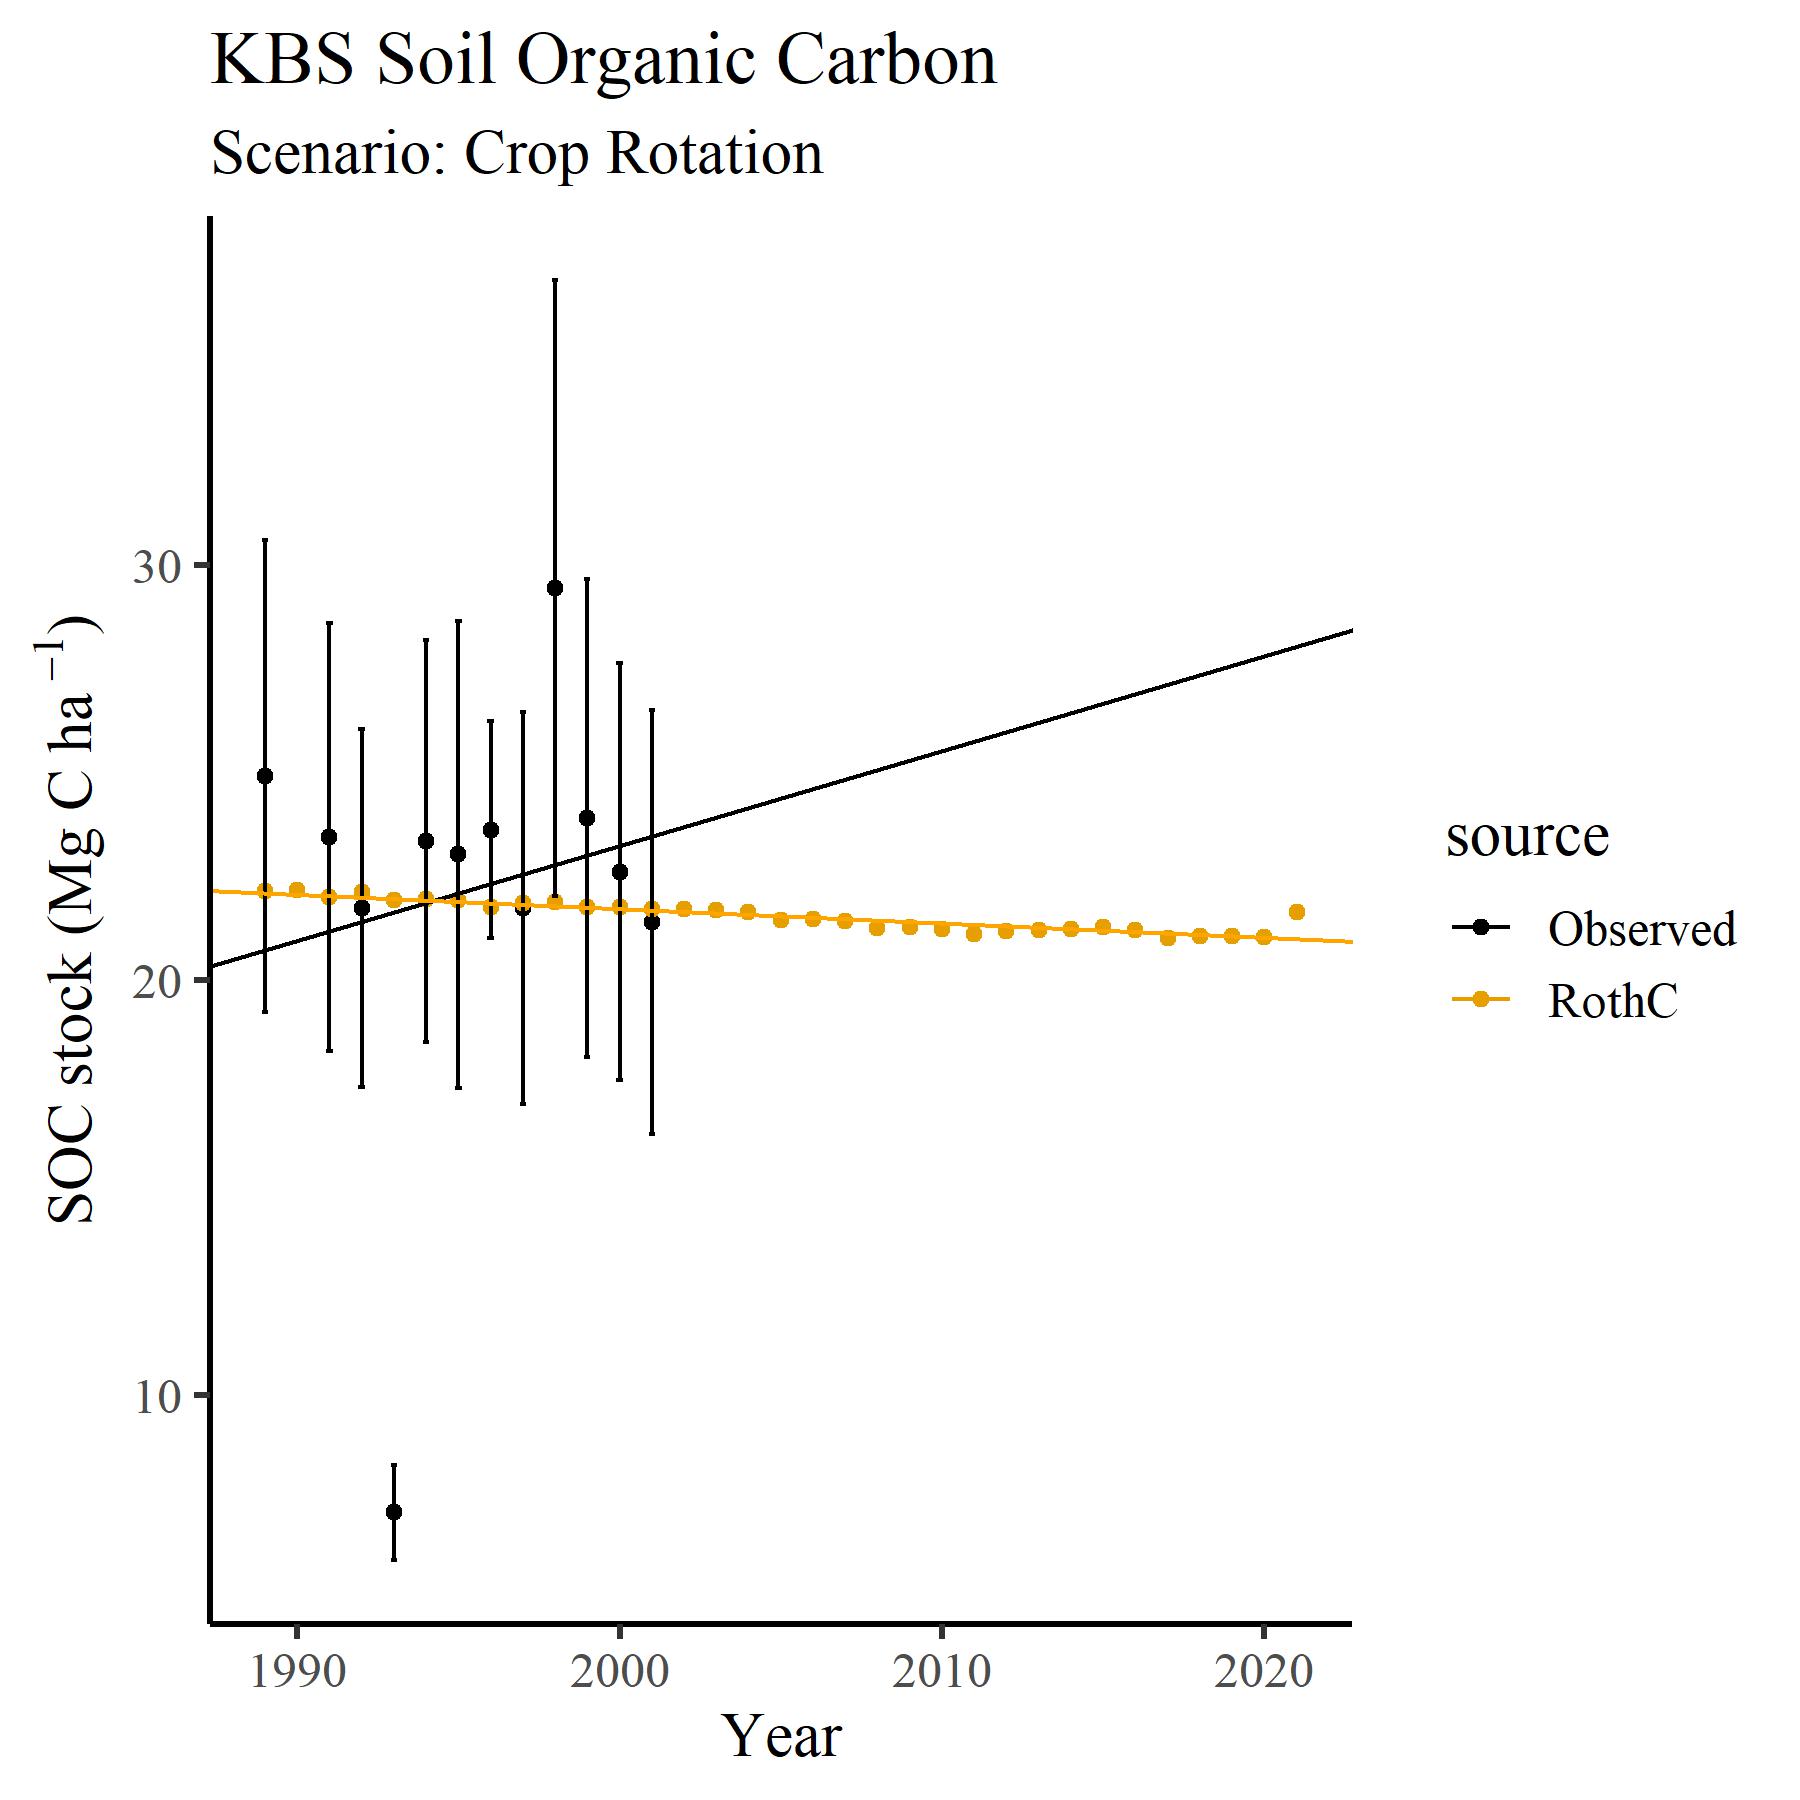 KBS Soil Organic Carbon
Scenario: Crop Rotation
SOC stock (Mg C ha⁻¹)
30
20
10
1990
2000
2010
2020
Year
source
Observed
RothC